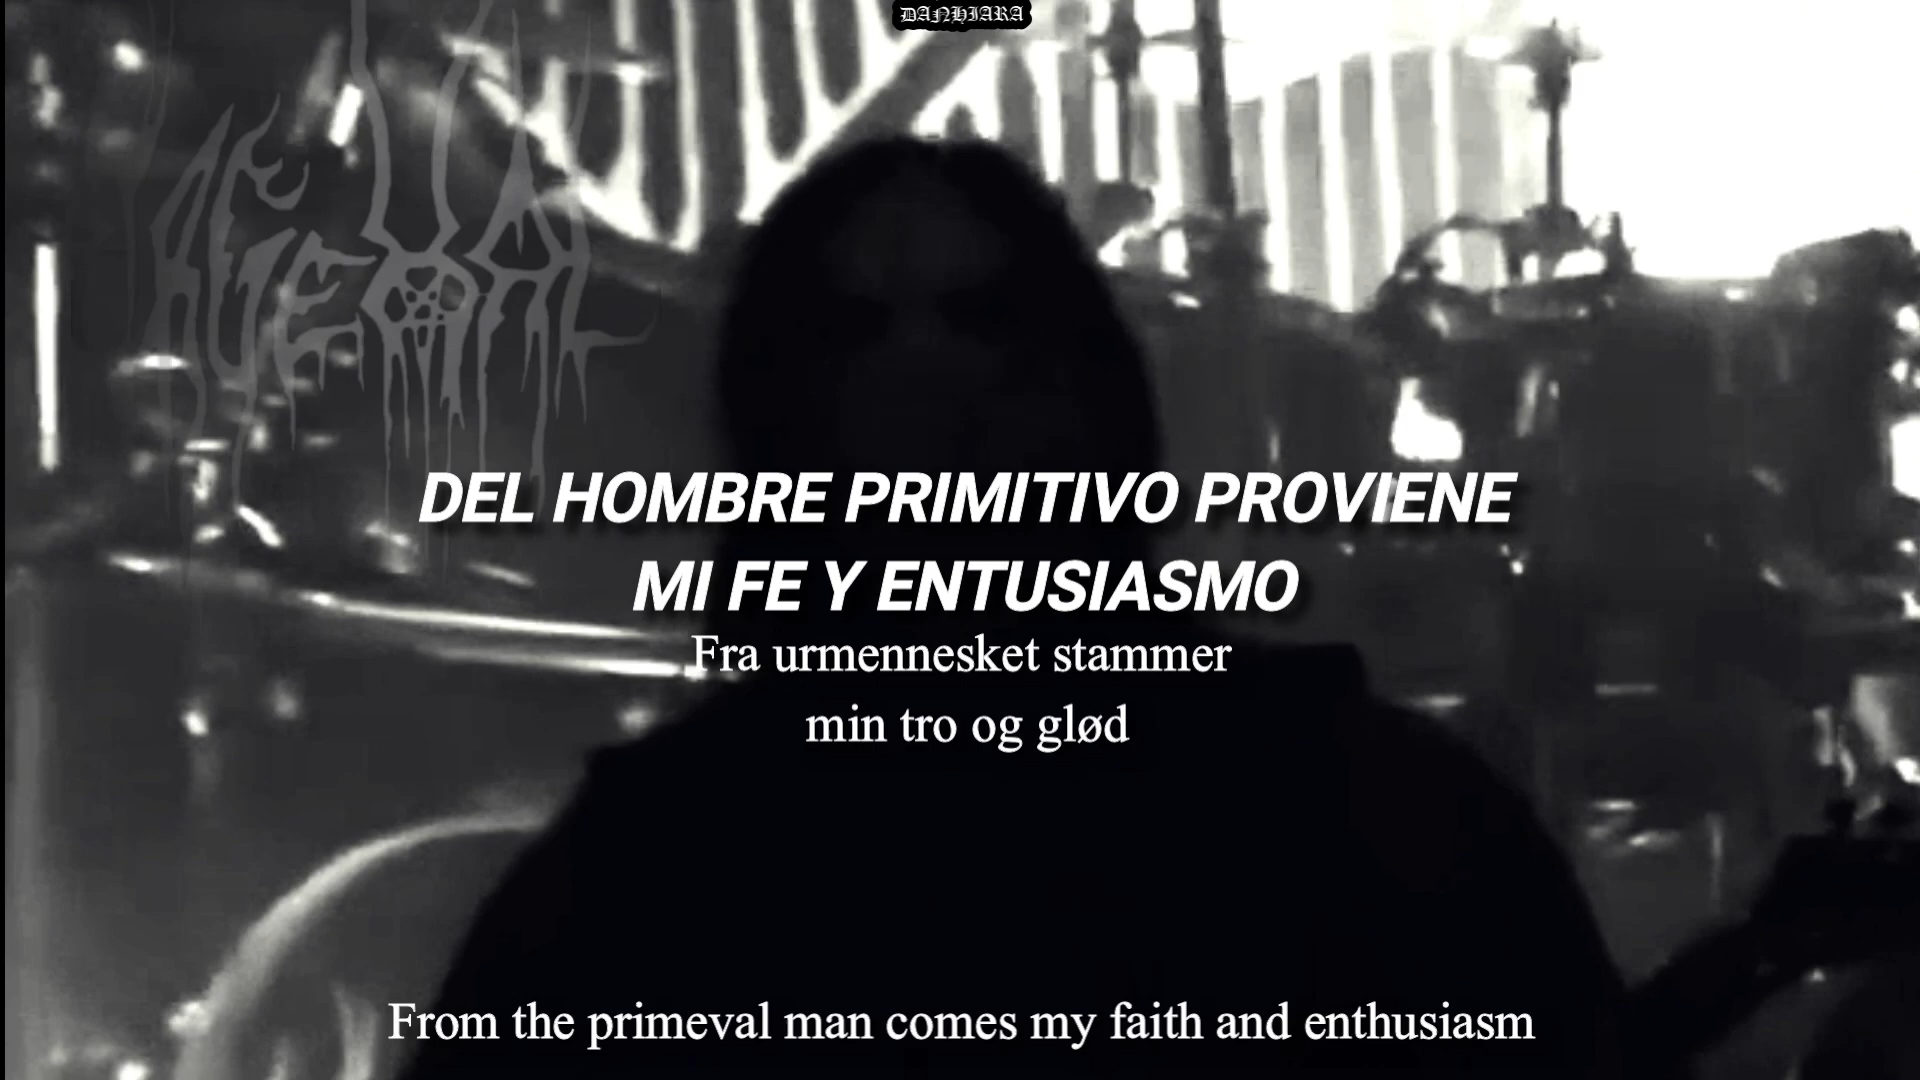 DANHIARA
DEL HOMBRE PRIMITIVO PROVIENE
MI FE Y ENTUSIASMO
Fra urmennesket stammer
min tro og glød
From the primeval man comes my faith and enthusiasm